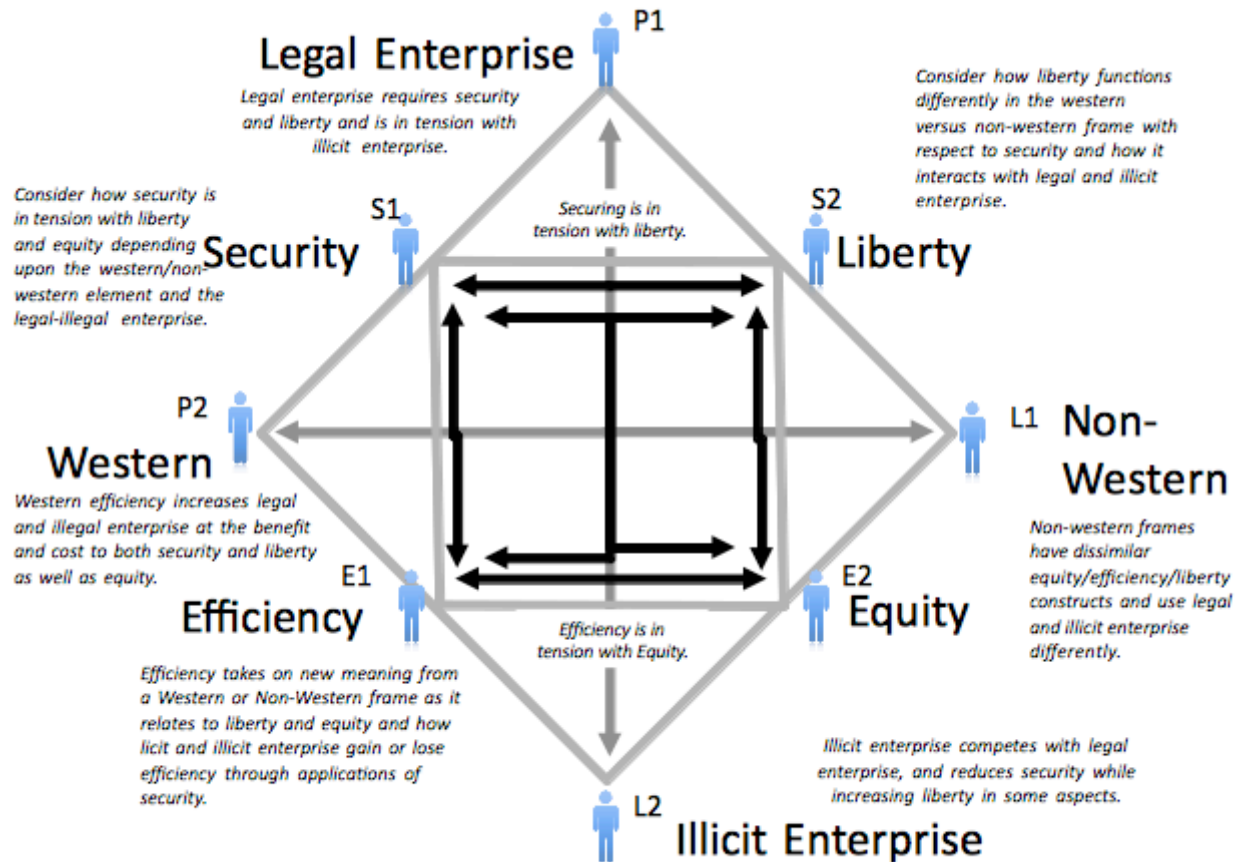 P1
Legal Enterprise
Legal enterprise requires security
and liberty and is in tension with
illicit enterprise.
Consider how liberty functions
differently in the western
versus non-western frame with
respect to security and how it
interacts with legal and illicit
enterprise.
Consider how security is
in tension with liberty
and equity depending
upon the western/non-
western element and the
legal-illegal enterprise.
S1
Security
Securing is in
tension with liberty.
S2
Liberty
P2
Western
Western efficiency increases legal
and illegal enterprise at the benefit
and cost to both security and liberty
as well as equity.
L1
Non-
Western
Non-western frames
have dissimilar
equity/efficiency/liberty
constructs and use legal
and illicit enterprise
differently.
E1
Efficiency
Efficiency takes on new meaning from
a Western or Non-Western frame as it
relates to liberty and equity and how
licit and illicit enterprise gain or lose
efficiency through applications of
security.
Efficiency is in
tension with Equity.
E2
Equity
Illicit enterprise competes with legal
enterprise, and reduces security while
increasing liberty in some aspects.
L2
Illicit Enterprise